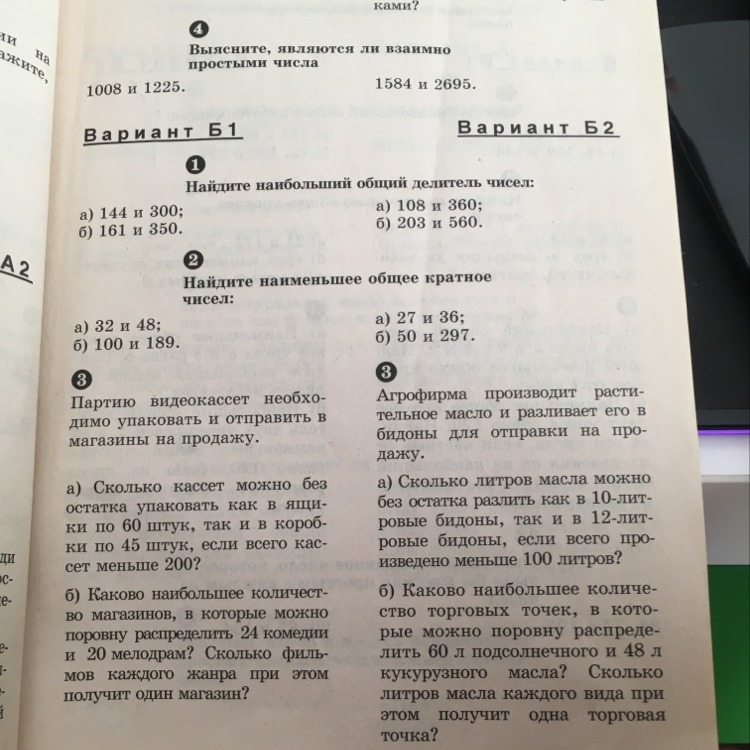 ками?
4
Выясните, являются ли взаимно
простыми числа
1008 и 1225.
1584 и 2695.
Вариант Б1
Вариант Б2
1
Найдите наибольший общий делитель чисел:
а) 144 и 300;
б) 161 и 350.
а) 108 и 360;
б) 203 и 560.
2
Найдите наименьшее общее кратное
чисел:
а) 32 и 48;
б) 100 и 189.
а) 27 и 36;
б) 50 и 297.
3
Партию видеокассет необхо-
димо упаковать и отправить в
магазины на продажу.
а) Сколько кассет можно без
остатка упаковать как в ящи-
ки по 60 штук, так и в короб-
ки по 45 штук, если всего кас-
сет меньше 200?
б) Каково наибольшее количест-
во магазинов, в которые можно
поровну распределить 24 комедии
и 20 мелодрам? Сколько филь-
мов каждого жанра при этом
получит один магазин?
3
Агрофирма производит расти-
тельное масло и разливает его в
бидоны для отправки на про-
дажу.
а) Сколько литров масла можно
без остатка разлить как в 10-лит-
ровые бидоны, так и в 12-лит-
ровые бидоны, если всего про-
изведено меньше 100 литров?
б) Каково наибольшее количе-
ство торговых точек, в кото-
рые можно поровну распреде-
лить 60 л подсолнечного и 48 л
кукурузного масла? Сколько
литров масла каждого вида при
этом получит одна торговая
точка?
на
ажите,
А2